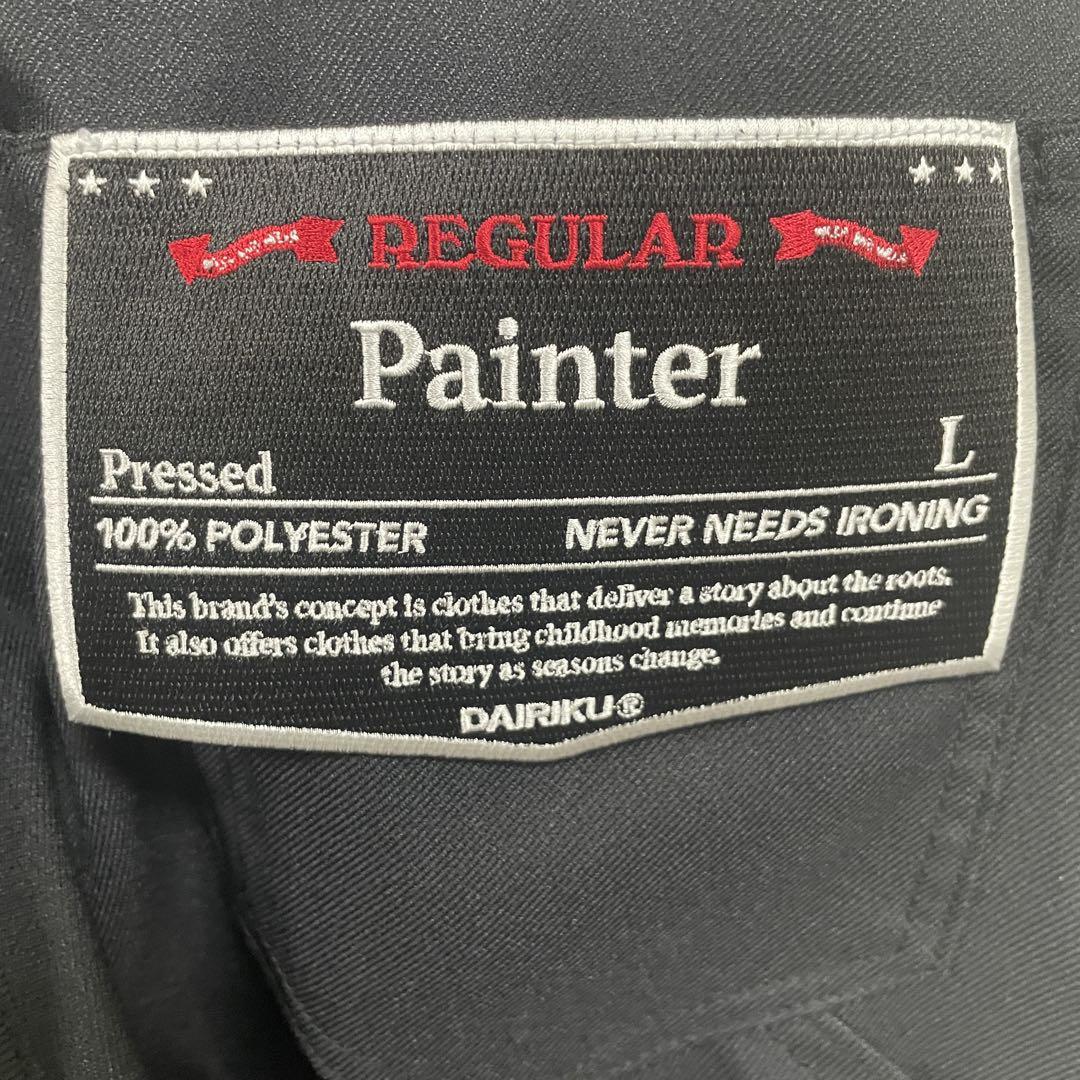 REGULAR
Painter
Pressed L
100% POLYESTER NEVER NEEDS IRONING
This brand's concept is clothes that deliver a story about the roots.
It also offers clothes that bring childhood memories and continue
the story as seasons change.
DAIRIKU®